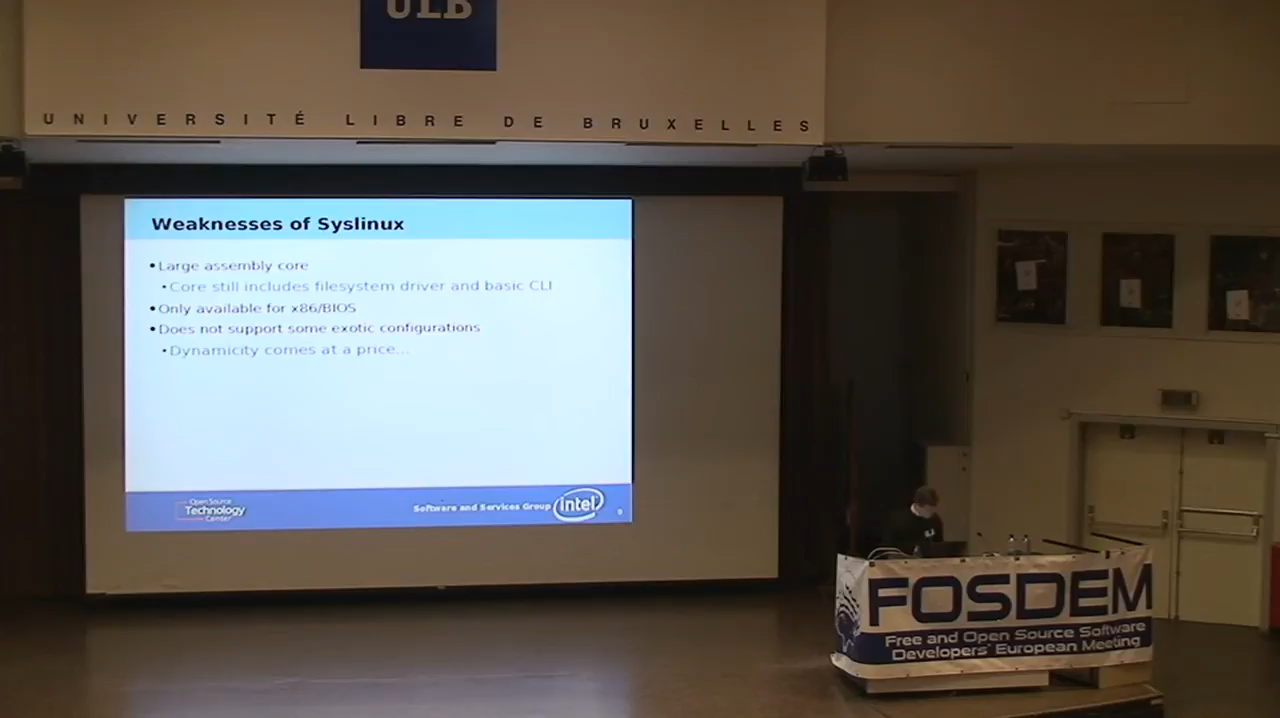 ULB
UNIVERSITÉ LIBRE DE BRUXELLES
Weaknesses of Syslinux
•Large assembly core
•Core still includes filesystem driver and basic CLI
•Only available for x86/BIOS
•Does not support some exotic configurations
•Dynamicity comes at a price...
Open Source
Technology
Center
Software and Services Group
intel
9
FOSDEM
Free and Open Source Software
Developers' European Meeting